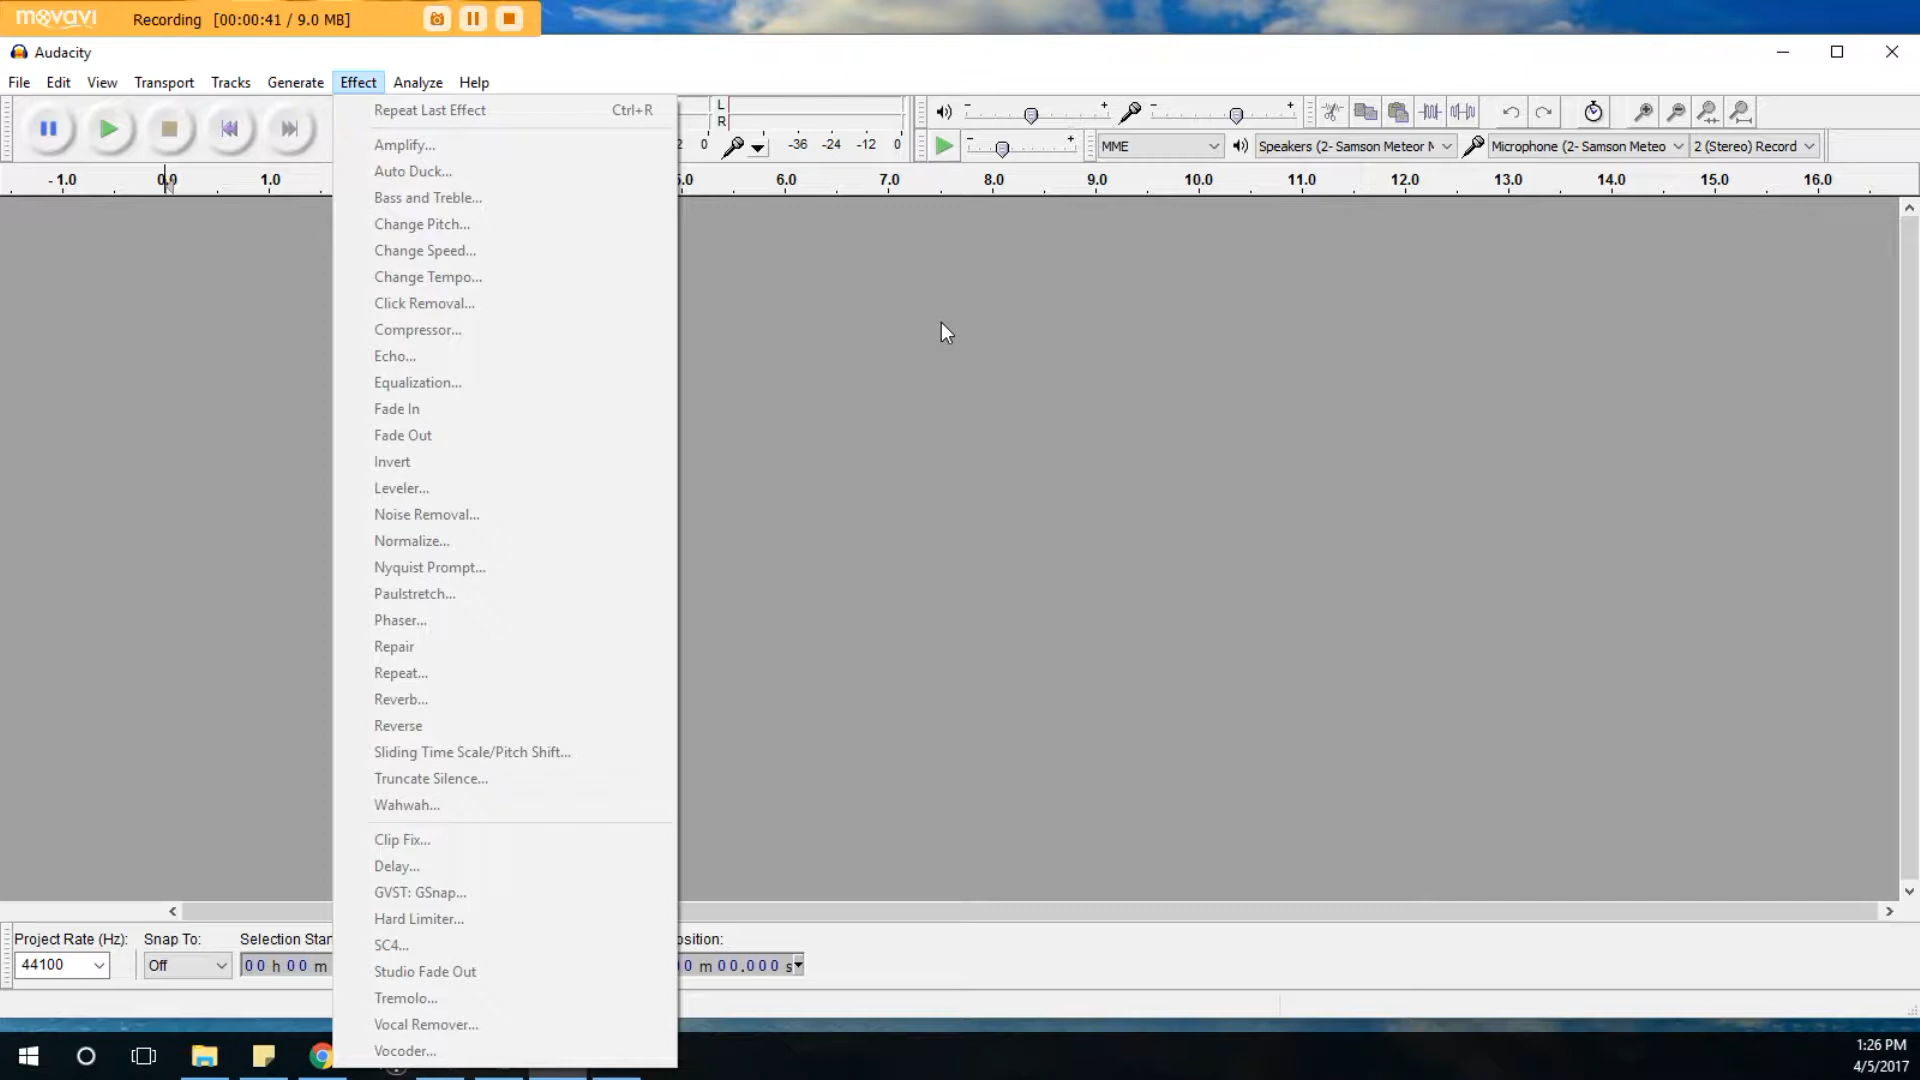 movavi Recording [00:00:41 / 9.0 MB]
Audacity
File Edit View Transport Tracks Generate Effect Analyze Help
Repeat Last Effect Ctrl+R
Amplify...
Auto Duck...
Bass and Treble...
Change Pitch...
Change Speed...
Change Tempo...
Click Removal...
Compressor...
Echo...
Equalization...
Fade In
Fade Out
Invert
Leveler...
Noise Removal...
Normalize...
Nyquist Prompt...
Paulstretch...
Phaser...
Repair
Repeat...
Reverb...
Reverse
Sliding Time Scale/Pitch Shift...
Truncate Silence...
Wahwah...
Clip Fix...
Delay...
GVST: GSnap...
Hard Limiter...
SC4...
Studio Fade Out
Tremolo...
Vocal Remover...
Vocoder...
L
R
2 0 -36 -24 -12 0
MME Speakers (2- Samson Meteor M Microphone (2- Samson Meteo 2 (Stereo) Record
-1.0 0.0 1.0 5.0 6.0 7.0 8.0 9.0 10.0 11.0 12.0 13.0 14.0 15.0 16.0
Project Rate (Hz): Snap To: Selection Star osition:
44100 Off 00 h 00 m 0 m 00.000 s
1:26 PM
4/5/2017